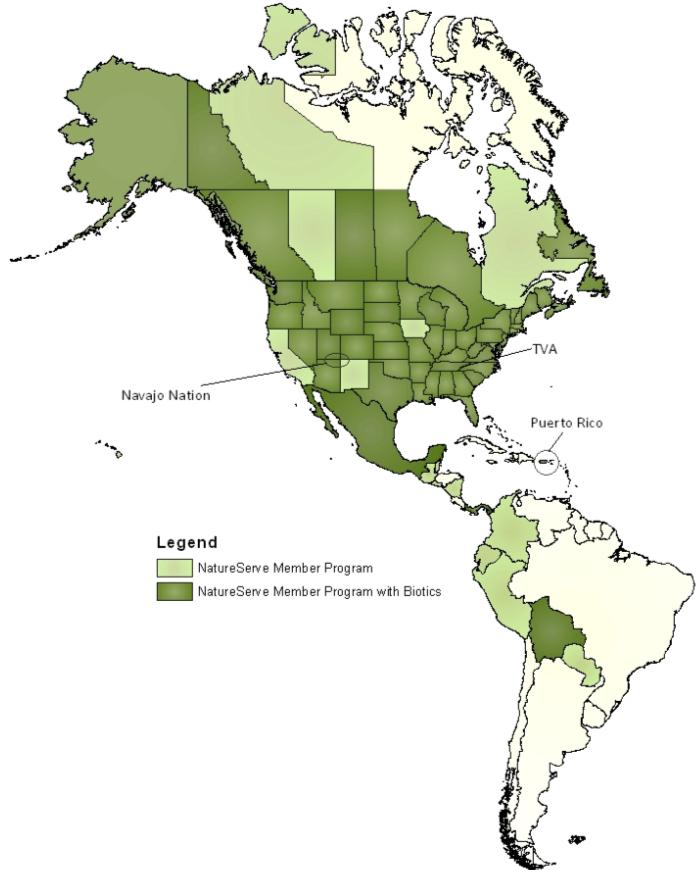 TVA
Navajo Nation
Puerto Rico
Legend
NatureServe Member Program
NatureServe Member Program with Biotics